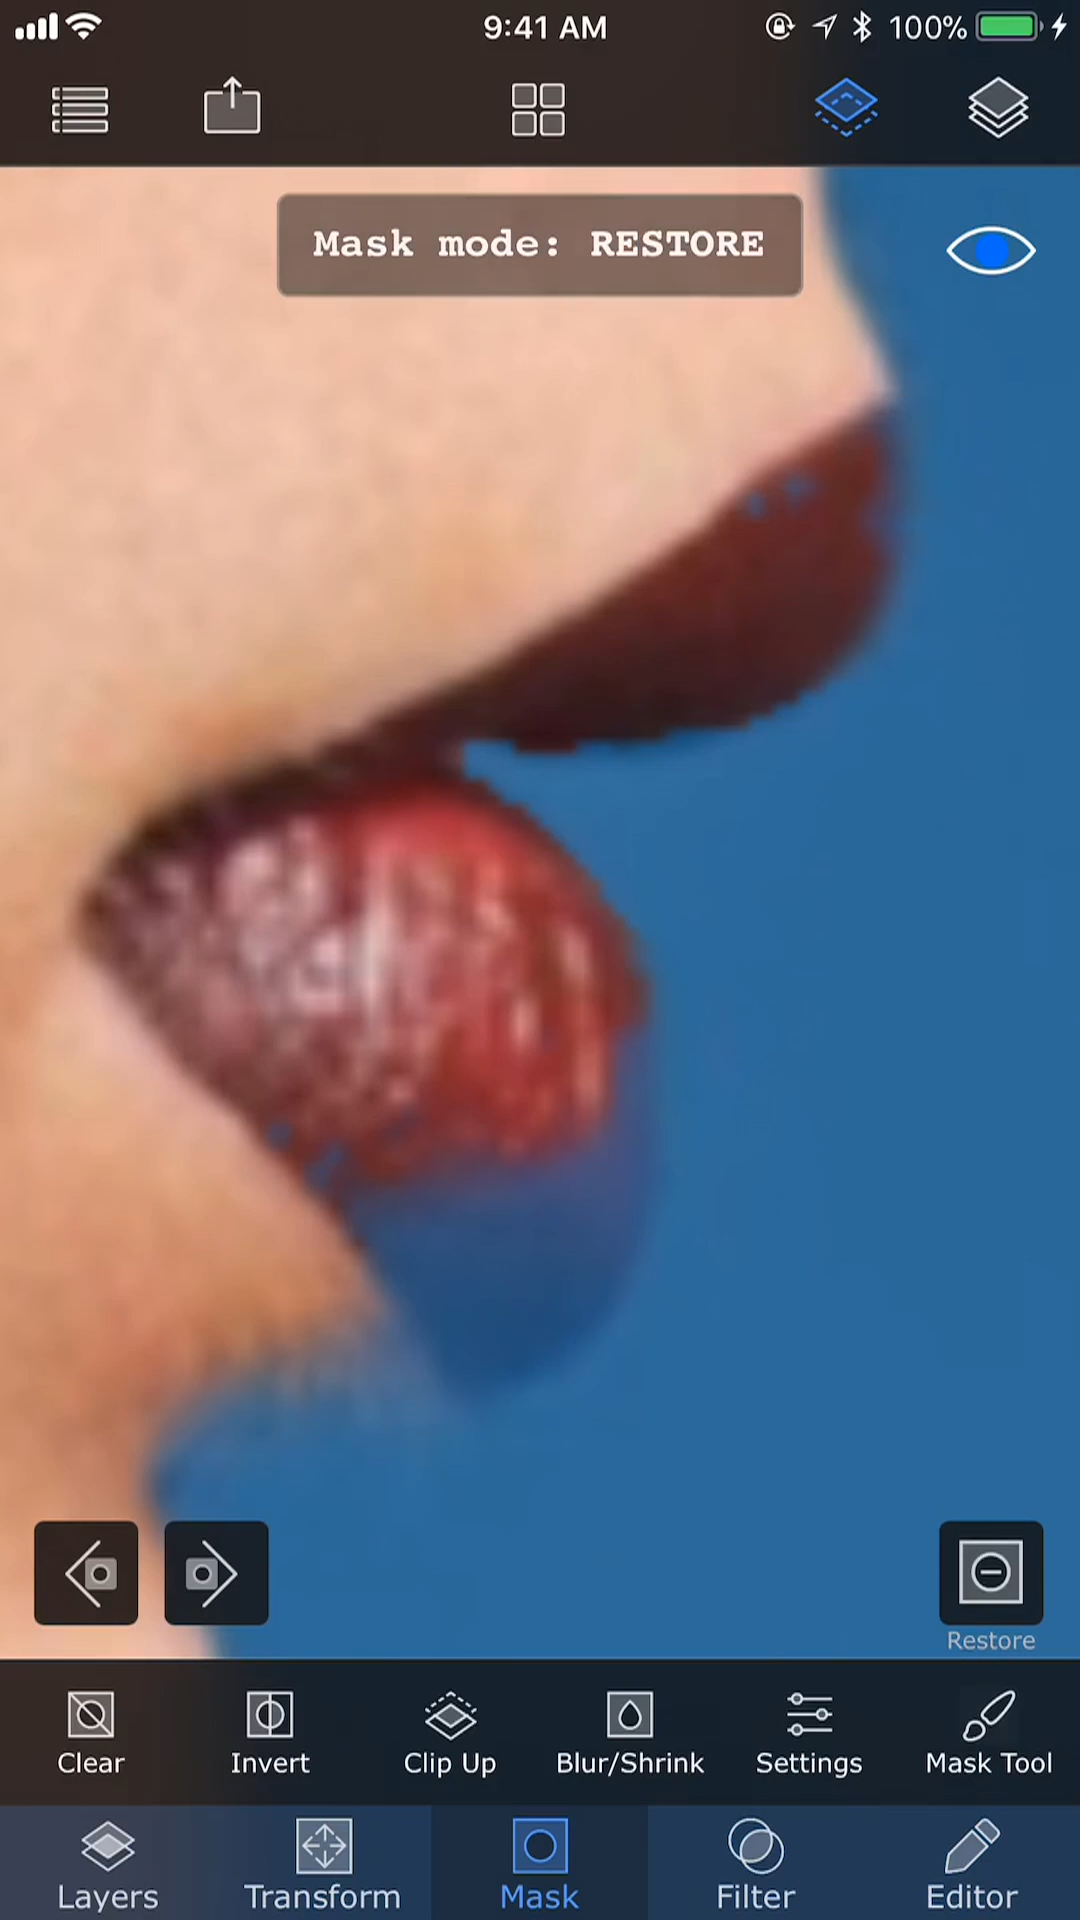 9:41 AM
100%
Mask mode: RESTORE
Restore
Clear
Invert
Clip Up
Blur/Shrink
Settings
Mask Tool
Layers
Transform
Mask
Filter
Editor